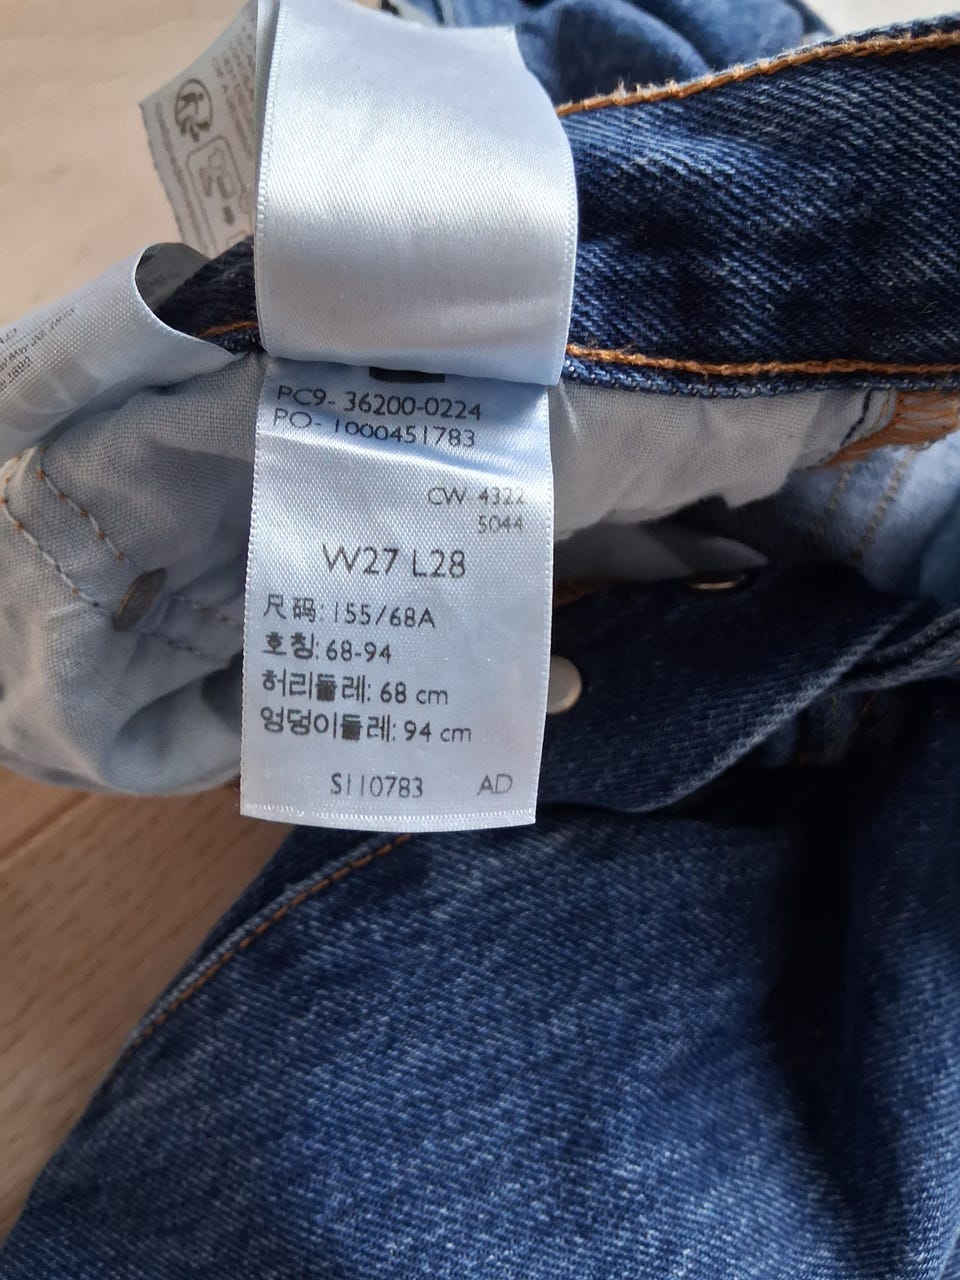 PC9- 36200-0224
PO- 1000451783
CW 4322
5044
W27 L28
尺码: 155/68A
호칭: 68-94
허리둘레: 68 cm
엉덩이둘레: 94 cm
S110783 AD